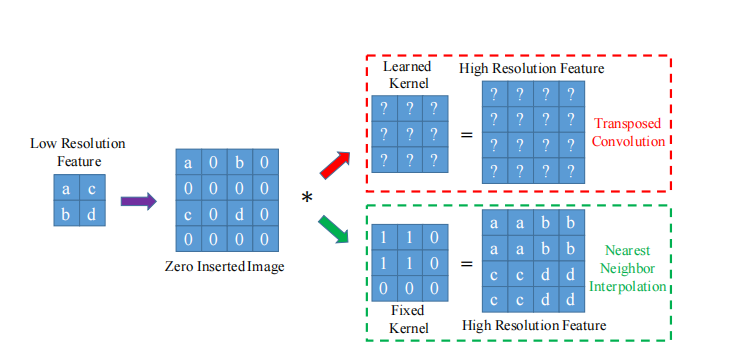 Low Resolution
Feature
a c
b d
a 0 b 0
0 0 0 0
c 0 d 0
0 0 0 0
Zero Inserted Image
*
Learned
Kernel
? ? ?
? ? ?
? ? ?
=
High Resolution Feature
? ? ? ?
? ? ? ?
? ? ? ?
? ? ? ?
Transposed
Convolution
1 1 0
1 1 0
0 0 0
Fixed
Kernel
=
a a b b
a a b b
c c d d
c c d d
High Resolution Feature
Nearest
Neighbor
Interpolation